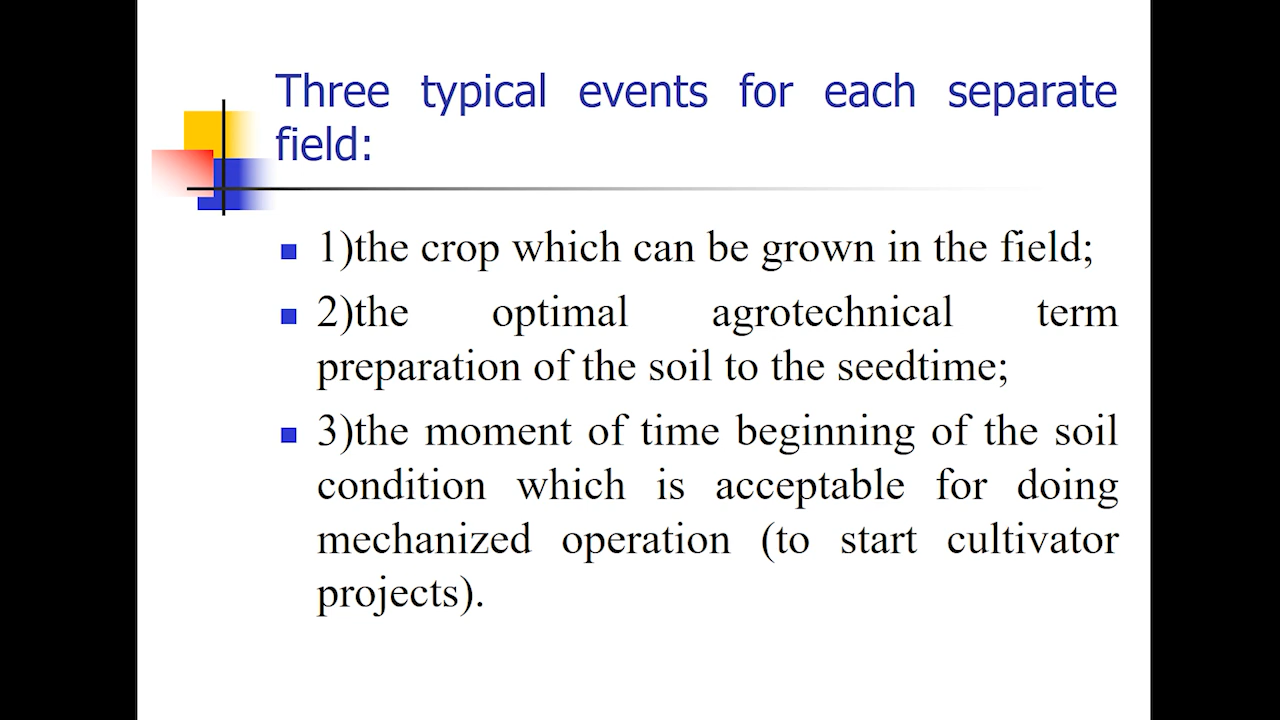 Three typical events for each separate
field:
1)the crop which can be grown in the field;
2)the optimal agrotechnical term
preparation of the soil to the seedtime;
3)the moment of time beginning of the soil
condition which is acceptable for doing
mechanized operation (to start cultivator
projects).